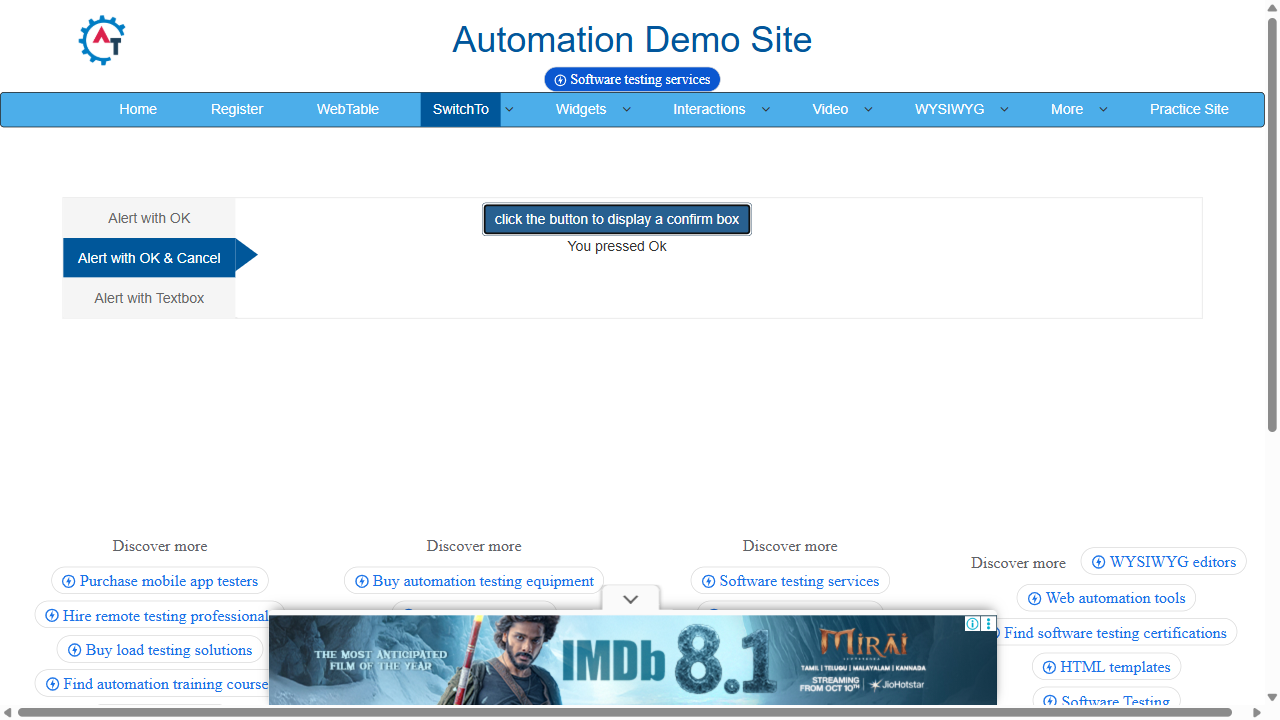 Automation Demo Site
Software testing services
Home Register WebTable SwitchTo Widgets Interactions Video WYSIWYG More Practice Site
Alert with OK
Alert with OK & Cancel
Alert with Textbox
click the button to display a confirm box
You pressed Ok
Discover more
Purchase mobile app testers
Hire remote testing professional
Buy load testing solutions
Find automation training course
Discover more
Buy automation testing equipment
Discover more
Software testing services
Discover more
WYSIWYG editors
Web automation tools
Find software testing certifications
HTML templates
Software Testing
THE MOST ANTICIPATED
FILM OF THE YEAR
IMDb 8.1
MIRAI
TAMIL | TELUGU | MALAYALAM | KANNADA
STREAMING
FROM OCT 10TH
JioHotstar